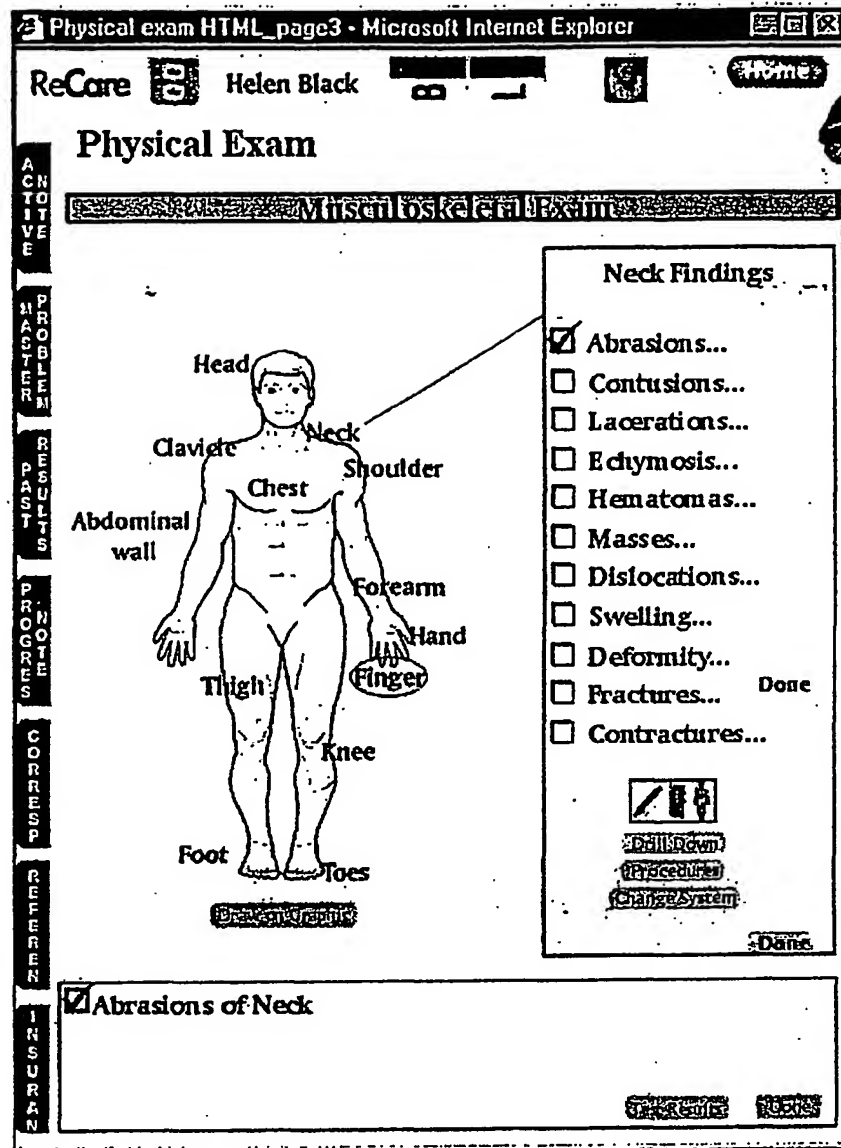 Physical exam HTML_page3 - Microsoft Internet Explorer
ReCare
Helen Black
B L
Home
Physical Exam
Musculoskeletal Exam
ACTIVE NOTE
MASTER PROBLEM
PAST RESULTS
PROGRES NOTE
CORRESP
REFEREN
INSURAN
Head
Neck
Clavicle
Shoulder
Chest
Abdominal
wall
Forearm
Hand
Thigh
Finger
Knee
Foot
Toes
Draw on Graphic
Neck Findings
Abrasions...
Contusions...
Lacerations...
Echymosis...
Hematomas...
Masses...
Dislocations...
Swelling...
Deformity...
Fractures... Done
Contractures...
Drill Down
Procedures
Change System
Done
Abrasions of Neck